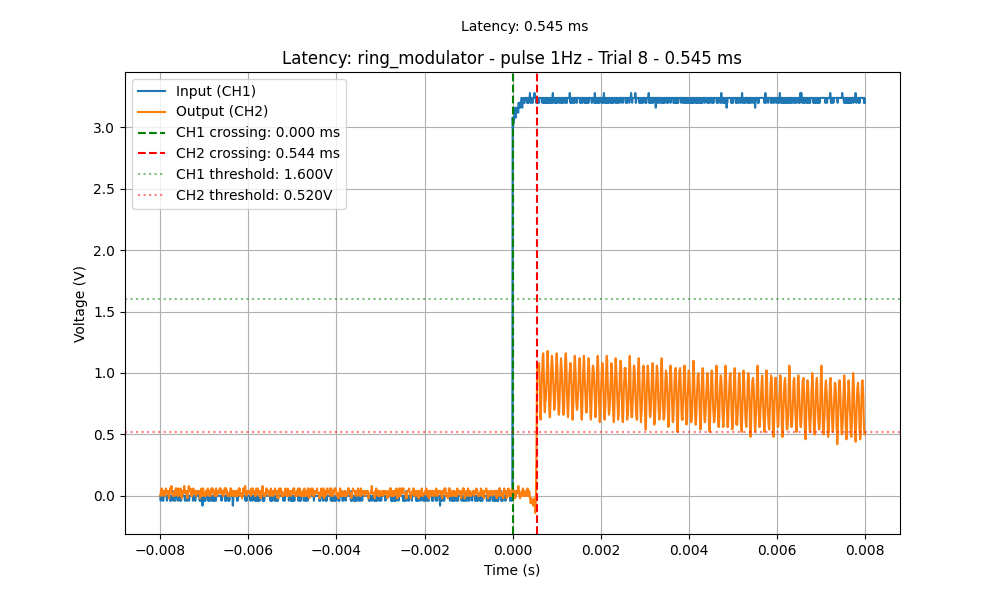 Latency: 0.545 ms
Latency: ring_modulator - pulse 1Hz - Trial 8 - 0.545 ms
Input (CH1)
Output (CH2)
CH1 crossing: 0.000 ms
CH2 crossing: 0.544 ms
CH1 threshold: 1.600V
CH2 threshold: 0.520V
Voltage (V)
3.0
2.5
2.0
1.5
1.0
0.5
0.0
−0.008 −0.006 −0.004 −0.002 0.000 0.002 0.004 0.006 0.008
Time (s)